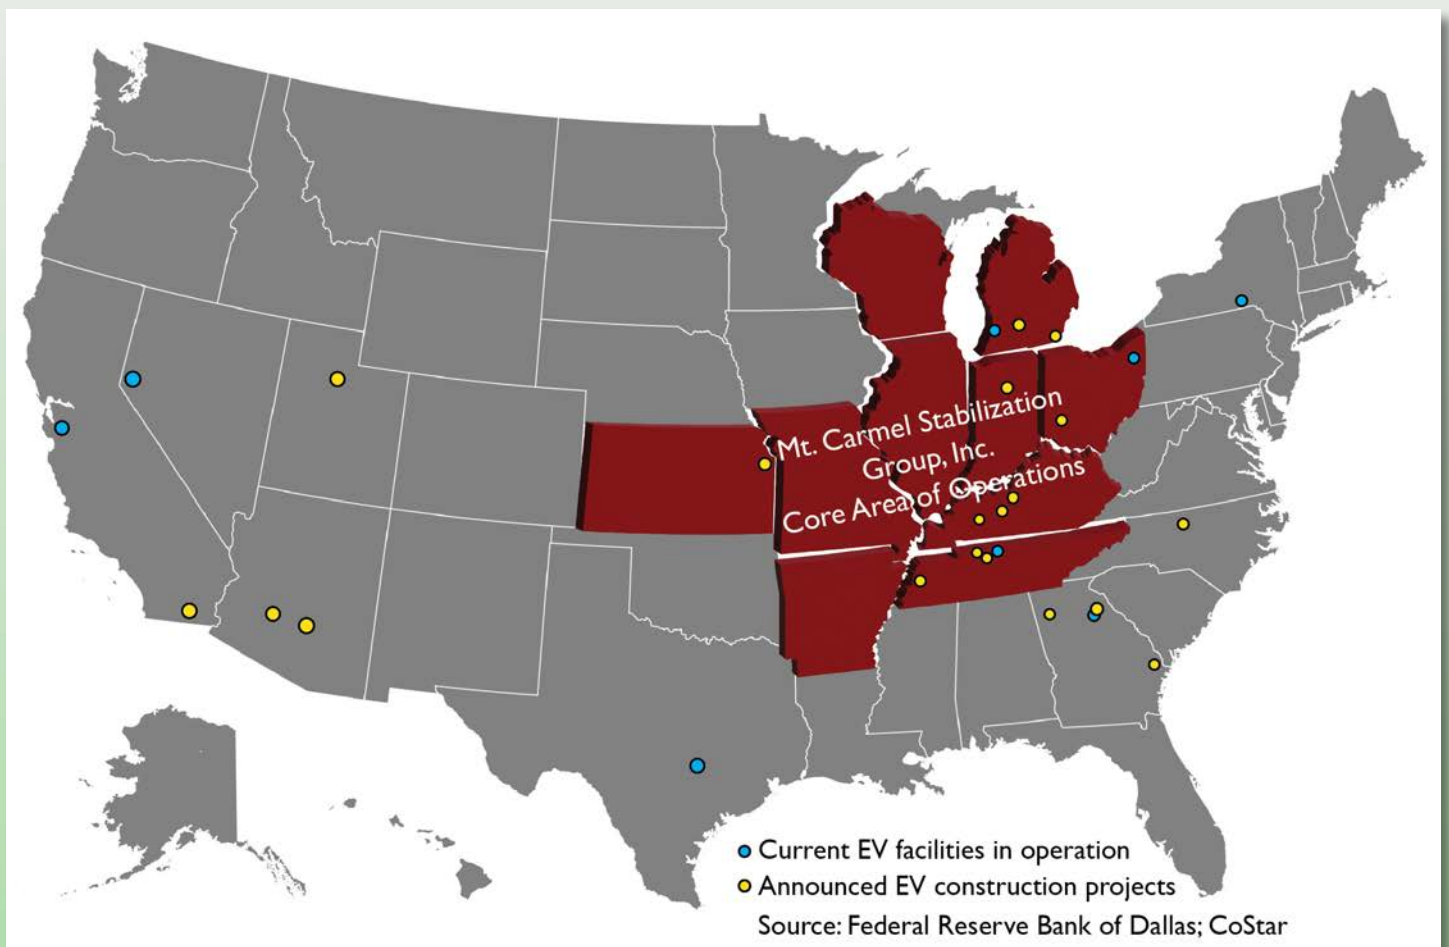 Mt. Carmel Stabilization
Group, Inc.
Core Area of Operations
Current EV facilities in operation
Announced EV construction projects
Source: Federal Reserve Bank of Dallas; CoStar